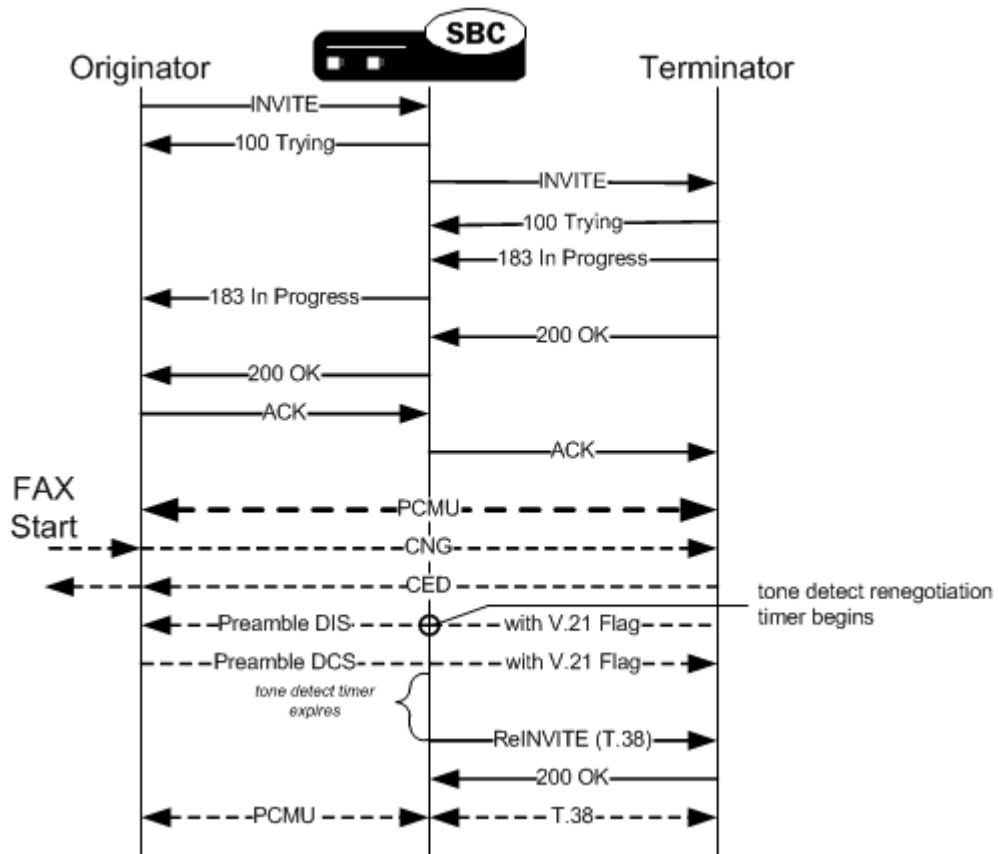 SBC
Originator
Terminator
INVITE
100 Trying
INVITE
100 Trying
183 In Progress
183 In Progress
200 OK
200 OK
ACK
ACK
FAX
Start
PCMU
CNG
CED
tone detect renegotiation
timer begins
Preamble DIS
with V.21 Flag
Preamble DCS
with V.21 Flag
tone detect timer
expires
ReINVITE (T.38)
200 OK
PCMU
T.38